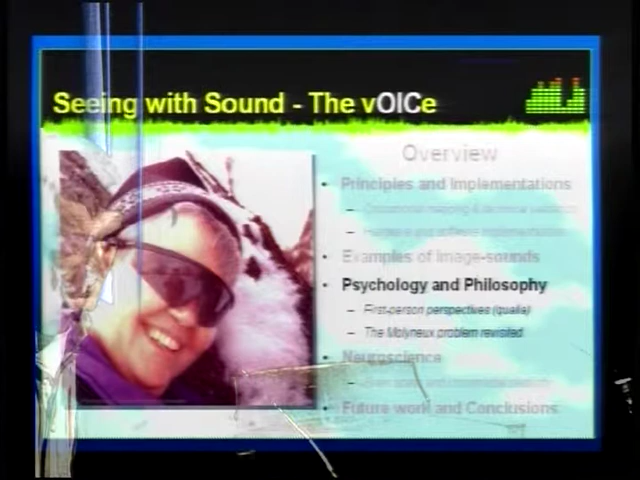 Seeing with Sound - The vOICe
Overview
• Principles and Implementations
• Examples of Image-sounds
• Psychology and Philosophy
– First-person perspectives (qualia)
– The Molyneux problem revisited
• Neuroscience
• Future work and Conclusions